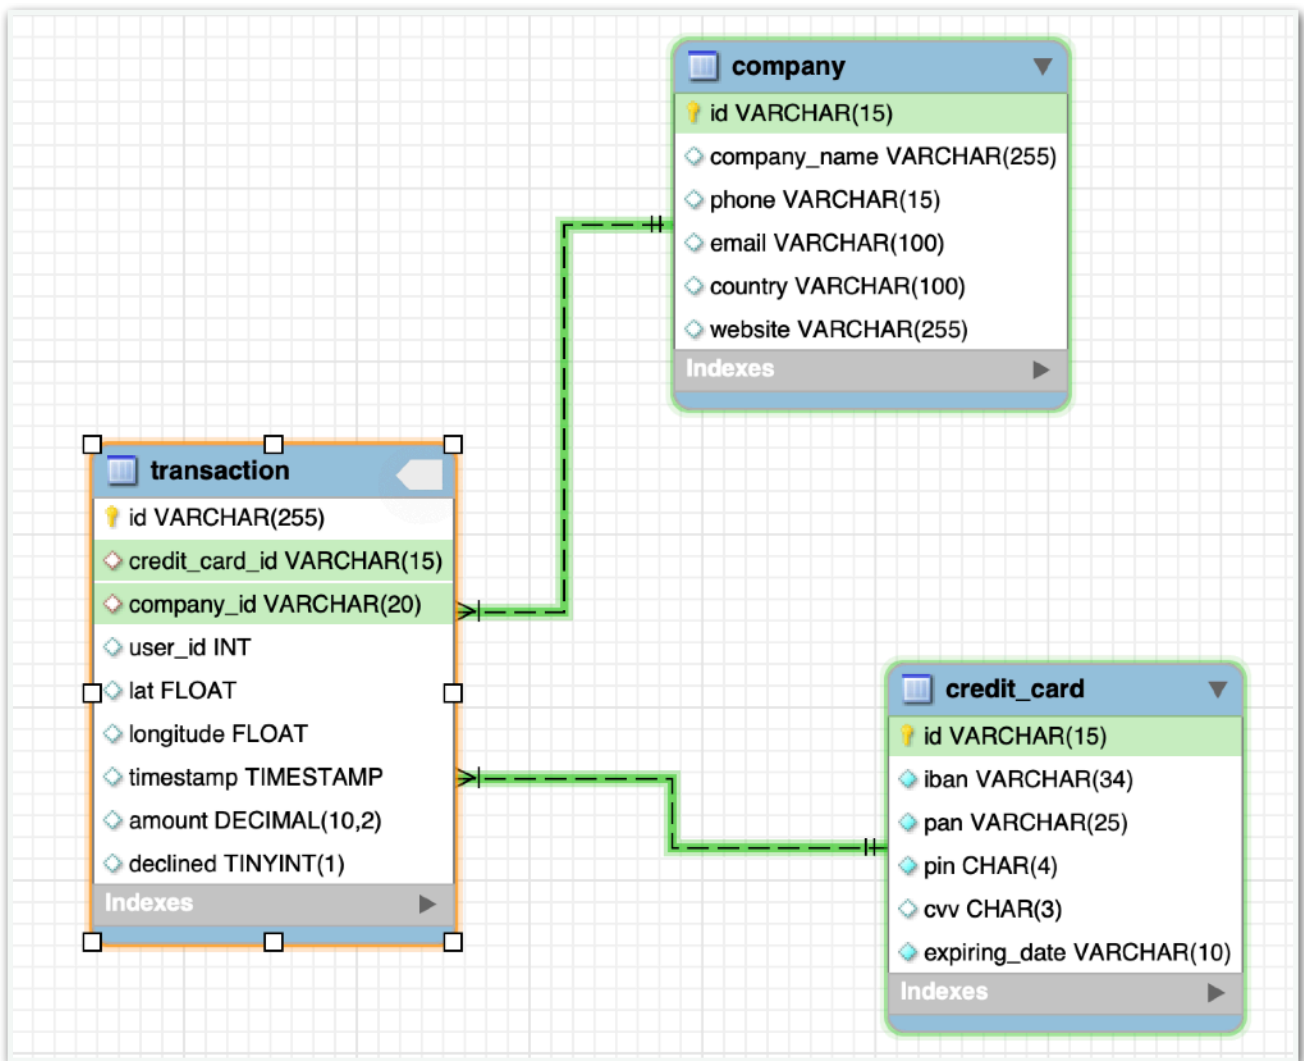 company
id VARCHAR(15)
company_name VARCHAR(255)
phone VARCHAR(15)
email VARCHAR(100)
country VARCHAR(100)
website VARCHAR(255)
Indexes
transaction
id VARCHAR(255)
credit_card_id VARCHAR(15)
company_id VARCHAR(20)
user_id INT
lat FLOAT
longitude FLOAT
timestamp TIMESTAMP
amount DECIMAL(10,2)
declined TINYINT(1)
Indexes
credit_card
id VARCHAR(15)
iban VARCHAR(34)
pan VARCHAR(25)
pin CHAR(4)
cvv CHAR(3)
expiring_date VARCHAR(10)
Indexes